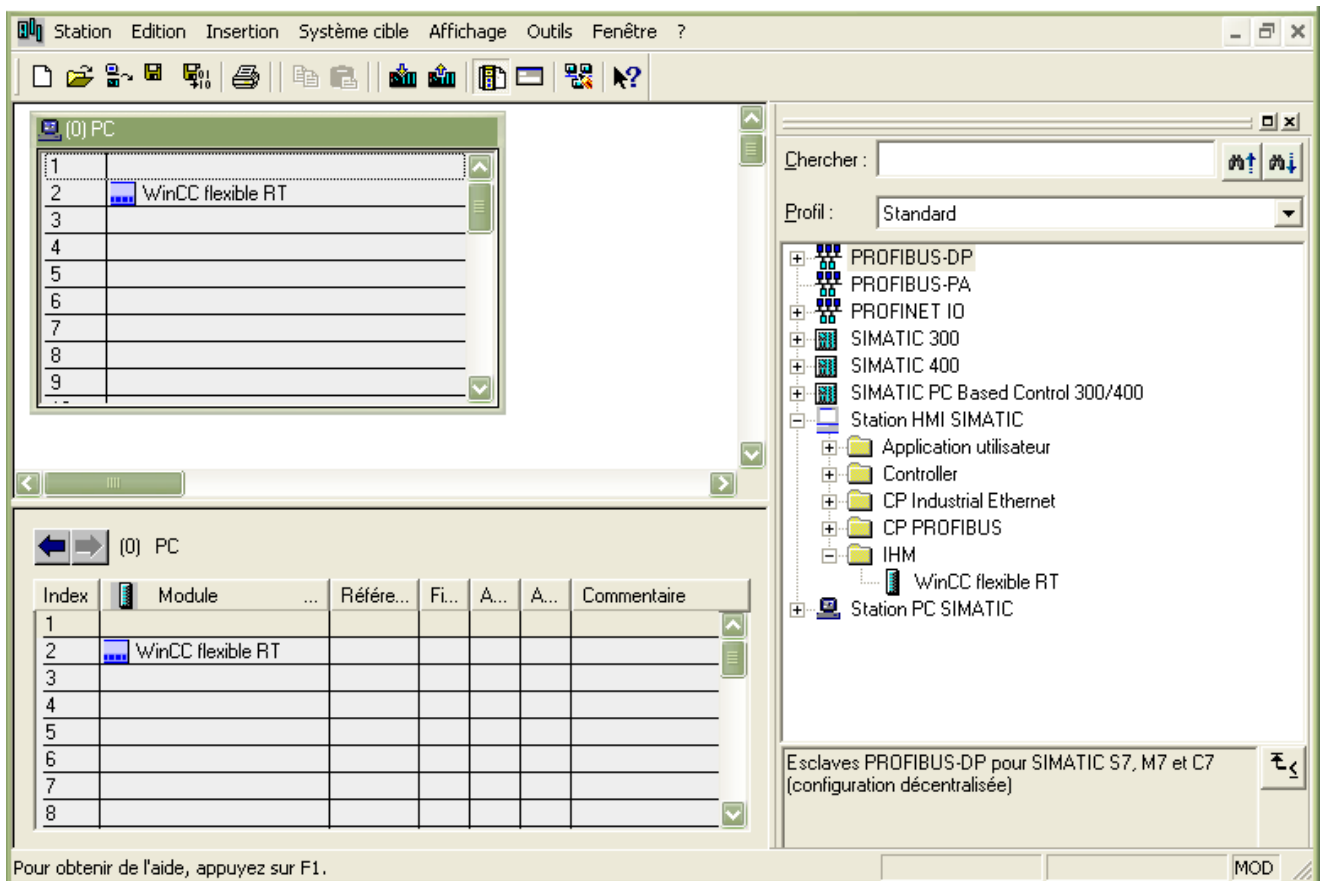 Station Edition Insertion Système cible Affichage Outils Fenêtre ?
(0) PC
1
2 WinCC flexible RT
3
4
5
6
7
8
9
Chercher :
Profil : Standard
PROFIBUS-DP
PROFIBUS-PA
PROFINET IO
SIMATIC 300
SIMATIC 400
SIMATIC PC Based Control 300/400
Station HMI SIMATIC
Application utilisateur
Controller
CP Industrial Ethernet
CP PROFIBUS
IHM
WinCC flexible RT
Station PC SIMATIC
(0) PC
Index Module ... Référe... Fi... A... A... Commentaire
1
2 WinCC flexible RT
3
4
5
6
7
8
Esclaves PROFIBUS-DP pour SIMATIC S7, M7 et C7
(configuration décentralisée)
Pour obtenir de l'aide, appuyez sur F1.
MOD